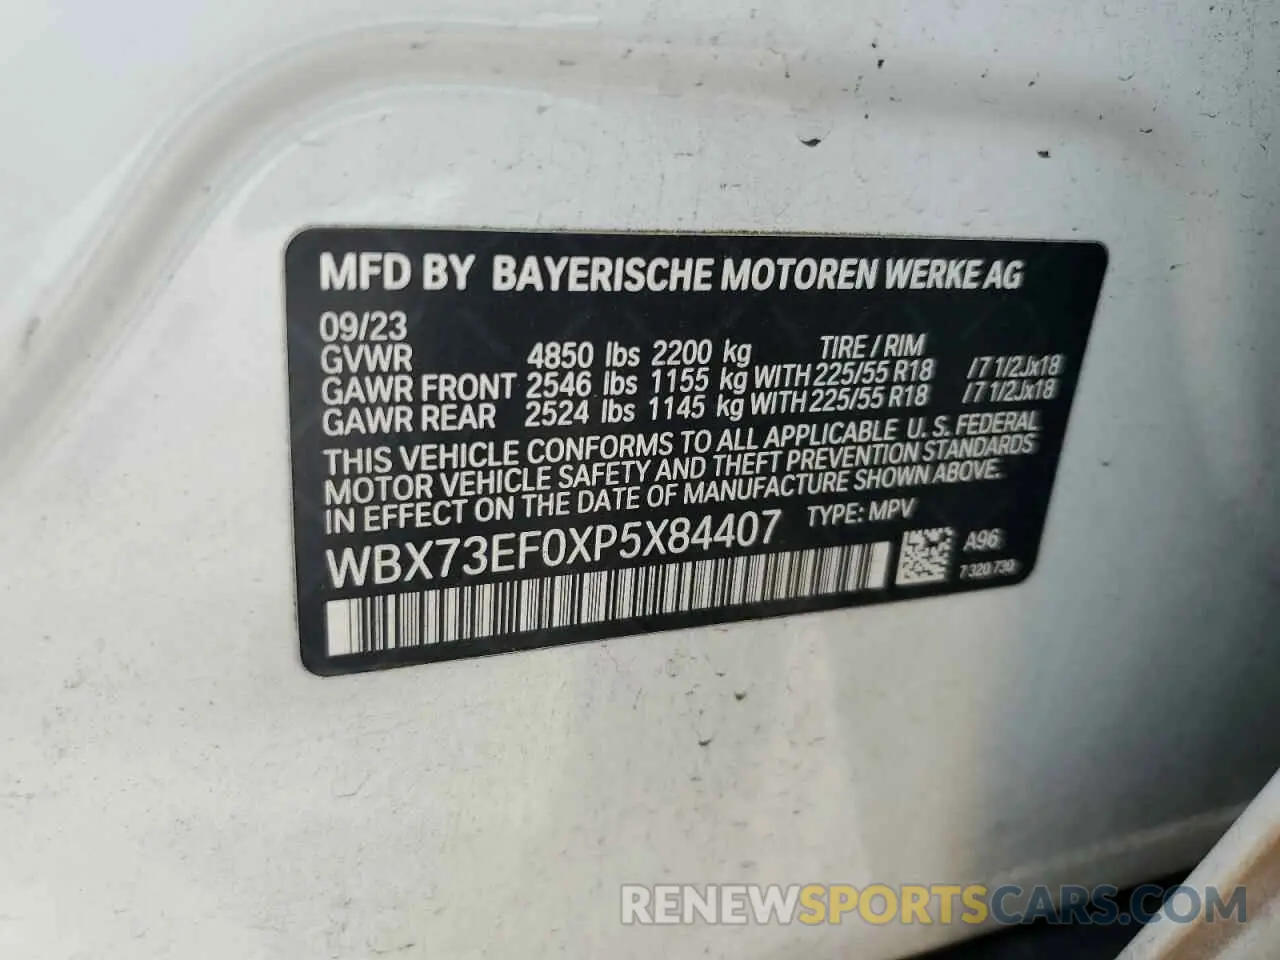 MFD BY BAYERISCHE MOTOREN WERKE AG
09/23
GVWR 4850 lbs 2200 kg TIRE / RIM
GAWR FRONT 2546 lbs 1155 kg WITH 225/55 R18 /7 1/2Jx18
GAWR REAR 2524 lbs 1145 kg WITH 225/55 R18 /7 1/2Jx18
THIS VEHICLE CONFORMS TO ALL APPLICABLE U. S. FEDERAL
MOTOR VEHICLE SAFETY AND THEFT PREVENTION STANDARDS
IN EFFECT ON THE DATE OF MANUFACTURE SHOWN ABOVE.
WBX73EF0XP5X84407 TYPE: MPV
A96
7 320 730
RENEWSPORTSCARS.COM